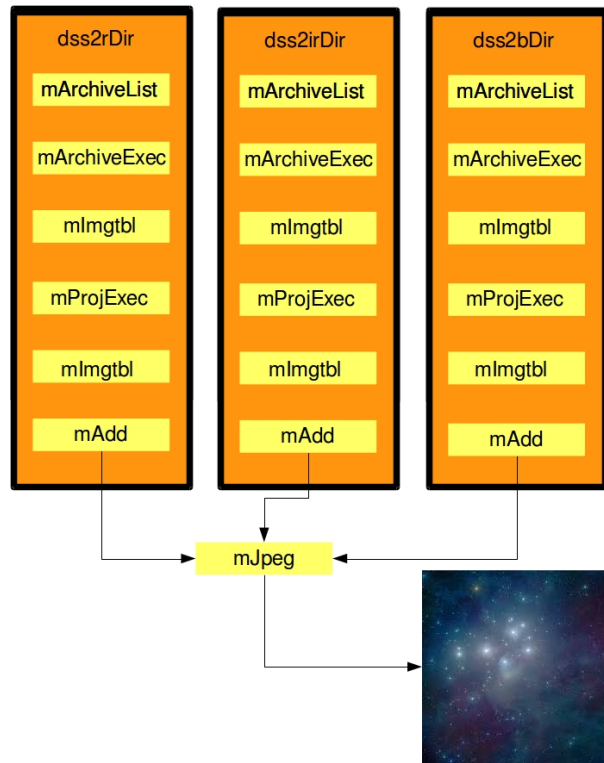 dss2rDir
mArchiveList
mArchiveExec
mImgtbl
mProjExec
mImgtbl
mAdd
dss2irDir
mArchiveList
mArchiveExec
mImgtbl
mProjExec
mImgtbl
mAdd
dss2bDir
mArchiveList
mArchiveExec
mImgtbl
mProjExec
mImgtbl
mAdd
mJpeg